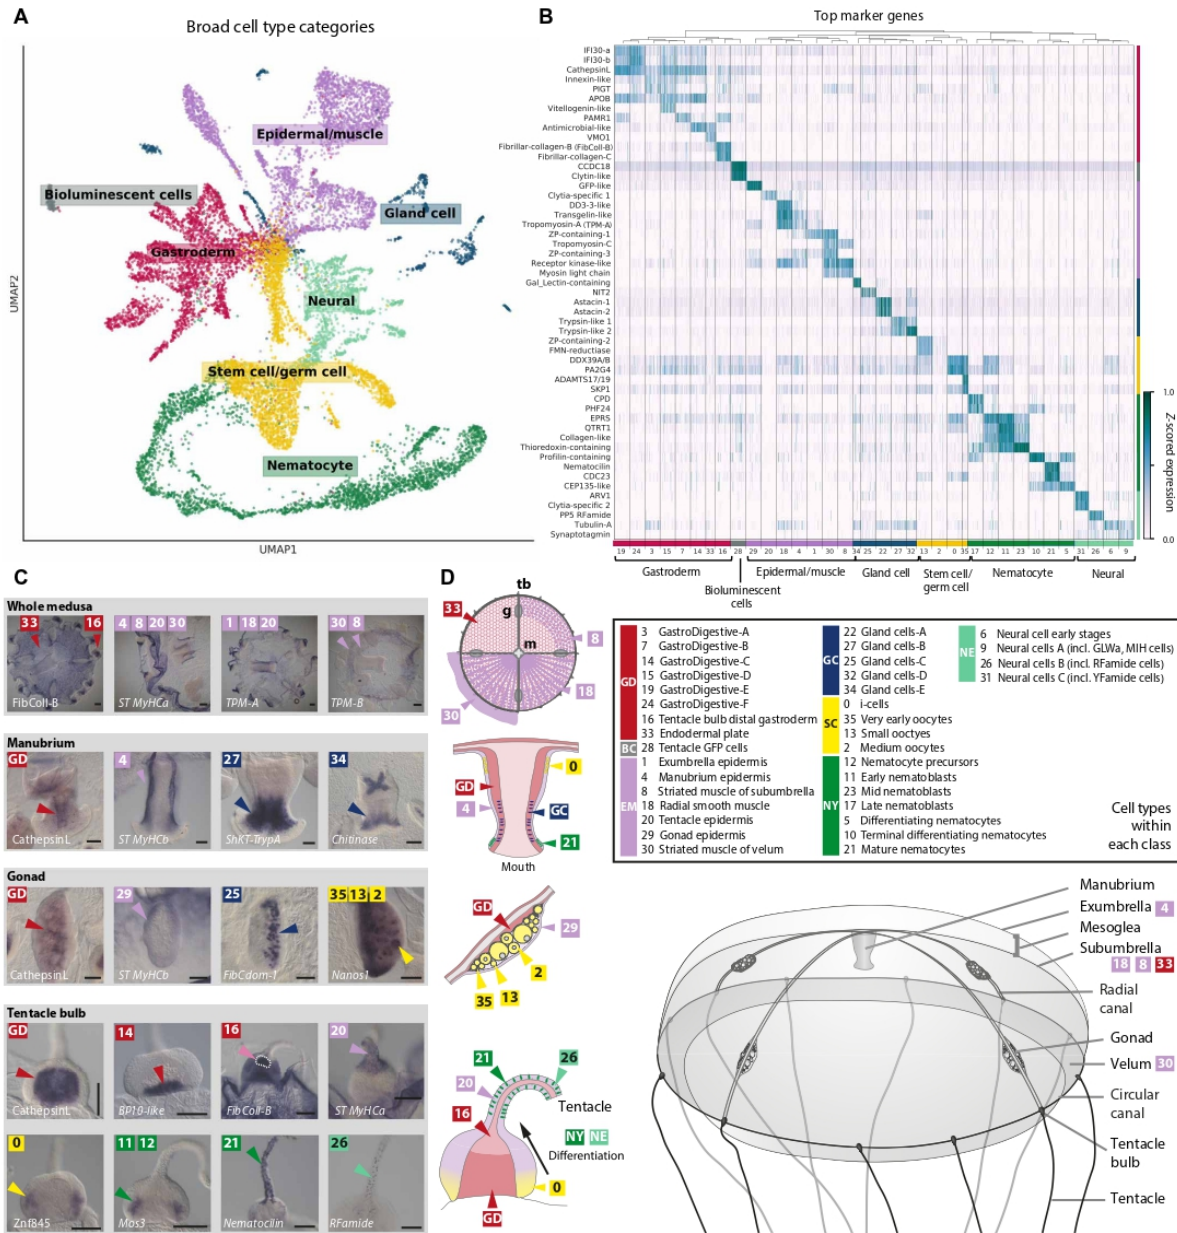 A
Broad cell type categories
Epidermal/muscle
Bioluminescent cells
Gland cell
Gastroderm
Neural
Stem cell/germ cell
Nematocyte
UMAP2
UMAP1
B
Top marker genes
IFI30-a
IFI30-b
CathepsinL
Innexin-like
PIGT
APOB
Vitellogenin-like
PAMR1
Antimicrobial-like
VMO1
Fibrillar-collagen-B (FibColl-B)
Fibrillar-collagen-C
CCDC18
Clytin-like
GFP-like
Clytia-specific 1
DD3-3-like
Transgelin-like
Tropomyosin-A (TPM-A)
ZP-containing-1
Tropomyosin-C
ZP-containing-3
Receptor kinase-like
Myosin light chain
Gal_Lectin-containing
NIT2
Astacin-1
Astacin-2
Trypsin-like 1
Trypsin-like 2
ZP-containing-2
FMN-reductiase
DDX39A/B
PA2G4
ADAMTS17/19
SKP1
CPD
PHF24
EPRS
QTRT1
Collagen-like
Thioredoxin-containing
Profilin-containing
Nematocilin
CDC23
CEP135-like
ARV1
Clytia-specific 2
PP5 RFamide
Tubulin-A
Synaptotagmin
1.0
Z-scored expression
0.0
19 24 3 15 7 14 33 16 28 29 20 18 4 1 30 8 34 25 22 27 32 13 2 0 35 17 12 11 23 10 21 5 31 26 6 9
Gastroderm
Bioluminescent cells
Epidermal/muscle
Gland cell
Stem cell/ germ cell
Nematocyte
Neural
C
Whole medusa
33 16
FibColl-B
4 8 20 30
ST MyHCa
1 18 20
TPM-A
30 8
TPM-B
Manubrium
GD
CathepsinL
4
ST MyHCb
27
ShKT-TrypA
34
Chitinase
Gonad
GD
CathepsinL
29
ST MyHCb
25
FibCdom-1
35 13 2
Nanos1
Tentacle bulb
GD
CathepsinL
14
BP10-like
16
FibColl-B
20
ST MyHCa
0
Znf845
11 12
Mos3
21
Nematocilin
26
RFamide
D
tb
g
m
33
8
18
30
0
GD
4
GC
21
Mouth
GD
29
2
13
35
21
26
20
16
Tentacle
NY NE
Differentiation
0
GD
GD
3 GastroDigestive-A
7 GastroDigestive-B
14 GastroDigestive-C
15 GastroDigestive-D
19 GastroDigestive-E
24 GastroDigestive-F
16 Tentacle bulb distal gastroderm
33 Endodermal plate
BC
28 Tentacle GFP cells
EM
1 Exumbrella epidermis
4 Manubrium epidermis
8 Striated muscle of subumbrella
18 Radial smooth muscle
20 Tentacle epidermis
29 Gonad epidermis
30 Striated muscle of velum
GC
22 Gland cells-A
27 Gland cells-B
25 Gland cells-C
32 Gland cells-D
34 Gland cells-E
SC
0 i-cells
35 Very early oocytes
13 Small ooctyes
2 Medium oocytes
NY
12 Nematocyte precursors
11 Early nematoblasts
23 Mid nematoblasts
17 Late nematoblasts
5 Differentiating nematocytes
10 Terminal differentiating nematocytes
21 Mature nematocytes
NE
6 Neural cell early stages
9 Neural cells A (incl. GLWa, MIH cells)
26 Neural cells B (incl. RFamide cells)
31 Neural cells C (incl. YFamide cells)
Cell types
within
each class
Manubrium
Exumbrella 4
Mesoglea
Subumbrella
18 8 33
Radial
canal
Gonad
Velum 30
Circular
canal
Tentacle
bulb
Tentacle